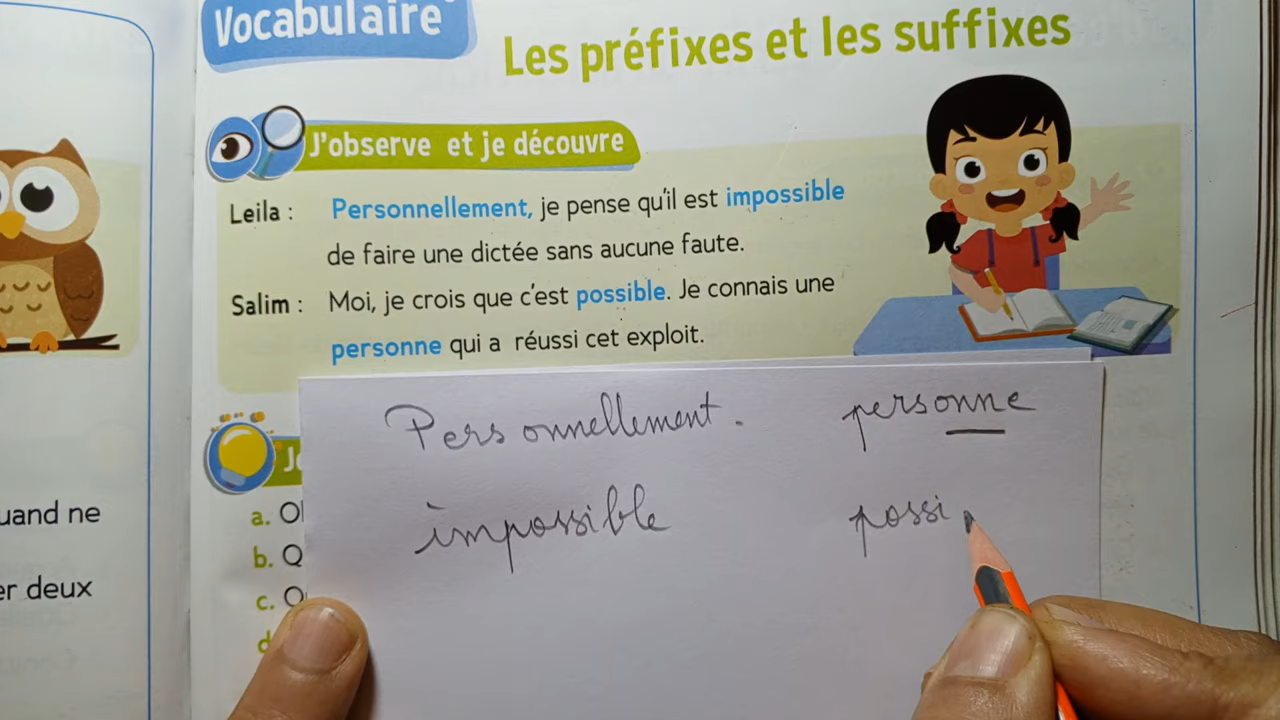 Vocabulaire
Les préfixes et les suffixes
J'observe et je découvre
Leila : Personnellement, je pense qu'il est impossible
de faire une dictée sans aucune faute.
Salim : Moi, je crois que c'est possible. Je connais une
personne qui a réussi cet exploit.
Personnellement. personne
impossible possi
a.
b. Q
c.
d
uand ne
er deux